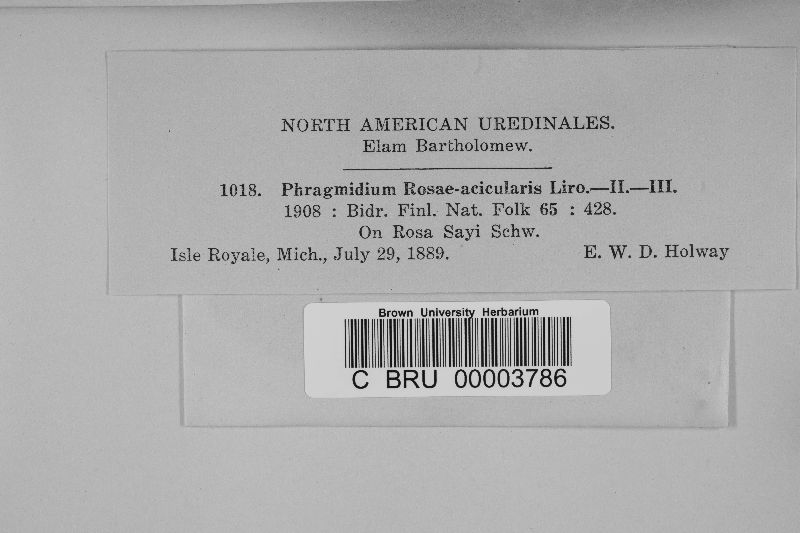 NORTH AMERICAN UREDINALES.
Elam Bartholomew.
1018. Phragmidium Rosae-acicularis Liro.—II.—III.
1908 : Bidr. Finl. Nat. Folk 65 : 428.
On Rosa Sayi Schw.
Isle Royale, Mich., July 29, 1889. E. W. D. Holway
Brown University Herbarium
C BRU 00003786